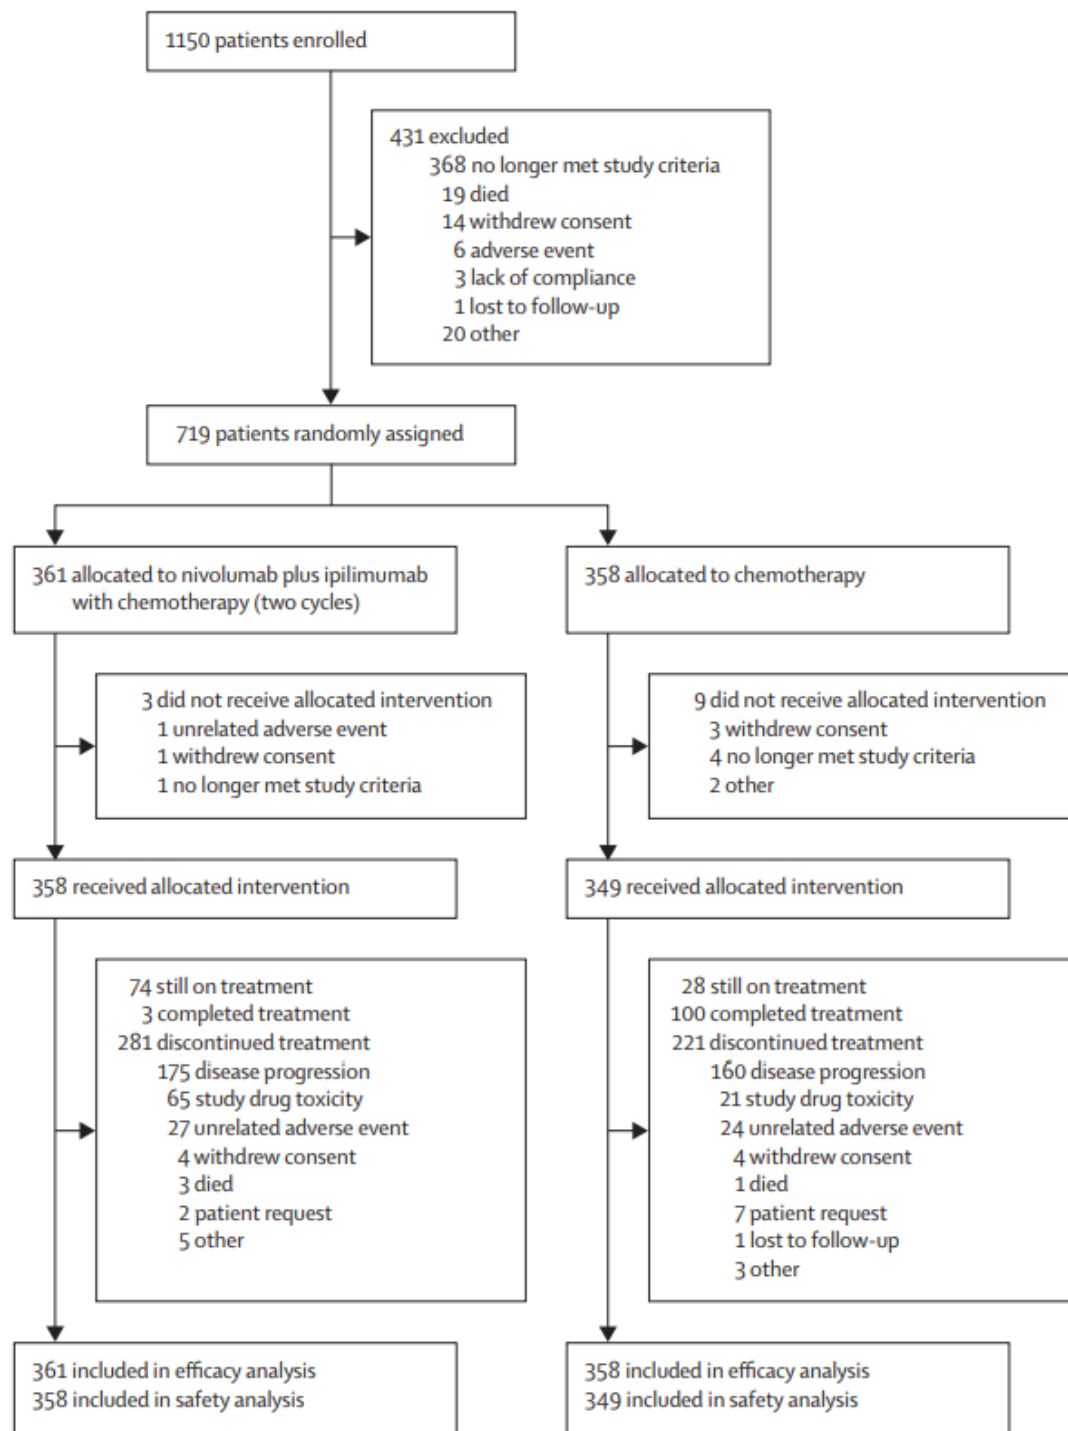 1150 patients enrolled
431 excluded
368 no longer met study criteria
19 died
14 withdrew consent
6 adverse event
3 lack of compliance
1 lost to follow-up
20 other
719 patients randomly assigned
361 allocated to nivolumab plus ipilimumab
with chemotherapy (two cycles)
358 allocated to chemotherapy
3 did not receive allocated intervention
1 unrelated adverse event
1 withdrew consent
1 no longer met study criteria
9 did not receive allocated intervention
3 withdrew consent
4 no longer met study criteria
2 other
358 received allocated intervention
349 received allocated intervention
74 still on treatment
3 completed treatment
281 discontinued treatment
175 disease progression
65 study drug toxicity
27 unrelated adverse event
4 withdrew consent
3 died
2 patient request
5 other
28 still on treatment
100 completed treatment
221 discontinued treatment
160 disease progression
21 study drug toxicity
24 unrelated adverse event
4 withdrew consent
1 died
7 patient request
1 lost to follow-up
3 other
361 included in efficacy analysis
358 included in safety analysis
358 included in efficacy analysis
349 included in safety analysis